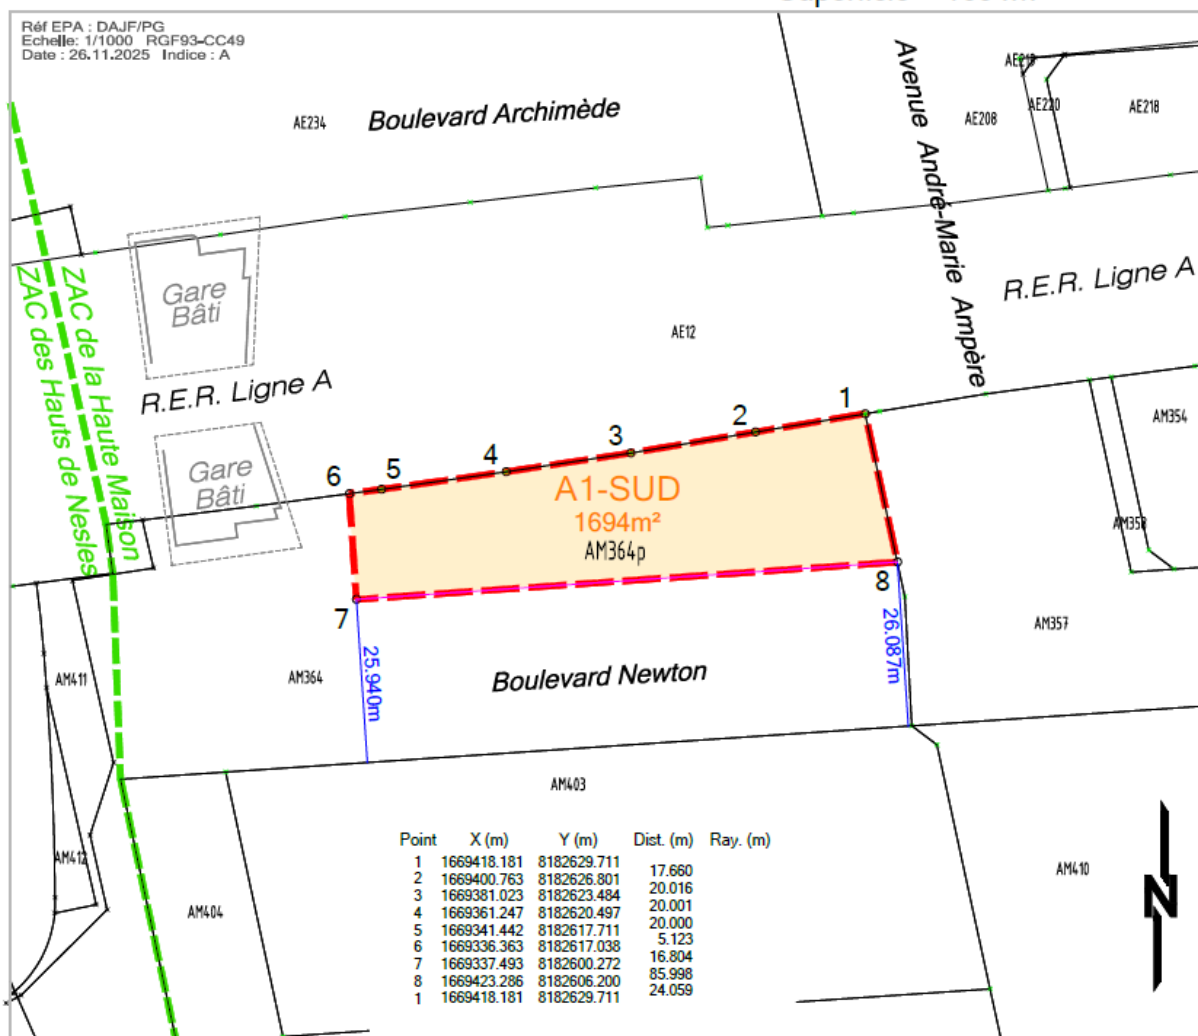 Réf EPA : DAJF/PG
Echelle: 1/1000 RGF93-CC49
Date : 26.11.2025 Indice : A
AE234
Boulevard Archimède
Avenue André-Marie Ampère
AE219
AE220
AE208
AE218
ZAC de la Haute Maison
ZAC des Hauts de Nesles
Gare
Bâti
R.E.R. Ligne A
AE12
R.E.R. Ligne A
Gare
Bâti
6
5
4
3
2
1
A1-SUD
1694m²
AM364p
7
8
AM354
AM353
AM357
AM411
AM364
25.940m
Boulevard Newton
26.087m
AM403
AM412
AM404
AM410
N
Point X (m) Y (m) Dist. (m) Ray. (m)
1 1669418.181 8182629.711
17.660
2 1669400.763 8182626.801
20.016
3 1669381.023 8182623.484
20.001
4 1669361.247 8182620.497
20.000
5 1669341.442 8182617.711
5.123
6 1669336.363 8182617.038
16.804
7 1669337.493 8182600.272
85.998
8 1669423.286 8182606.200
24.059
1 1669418.181 8182629.711